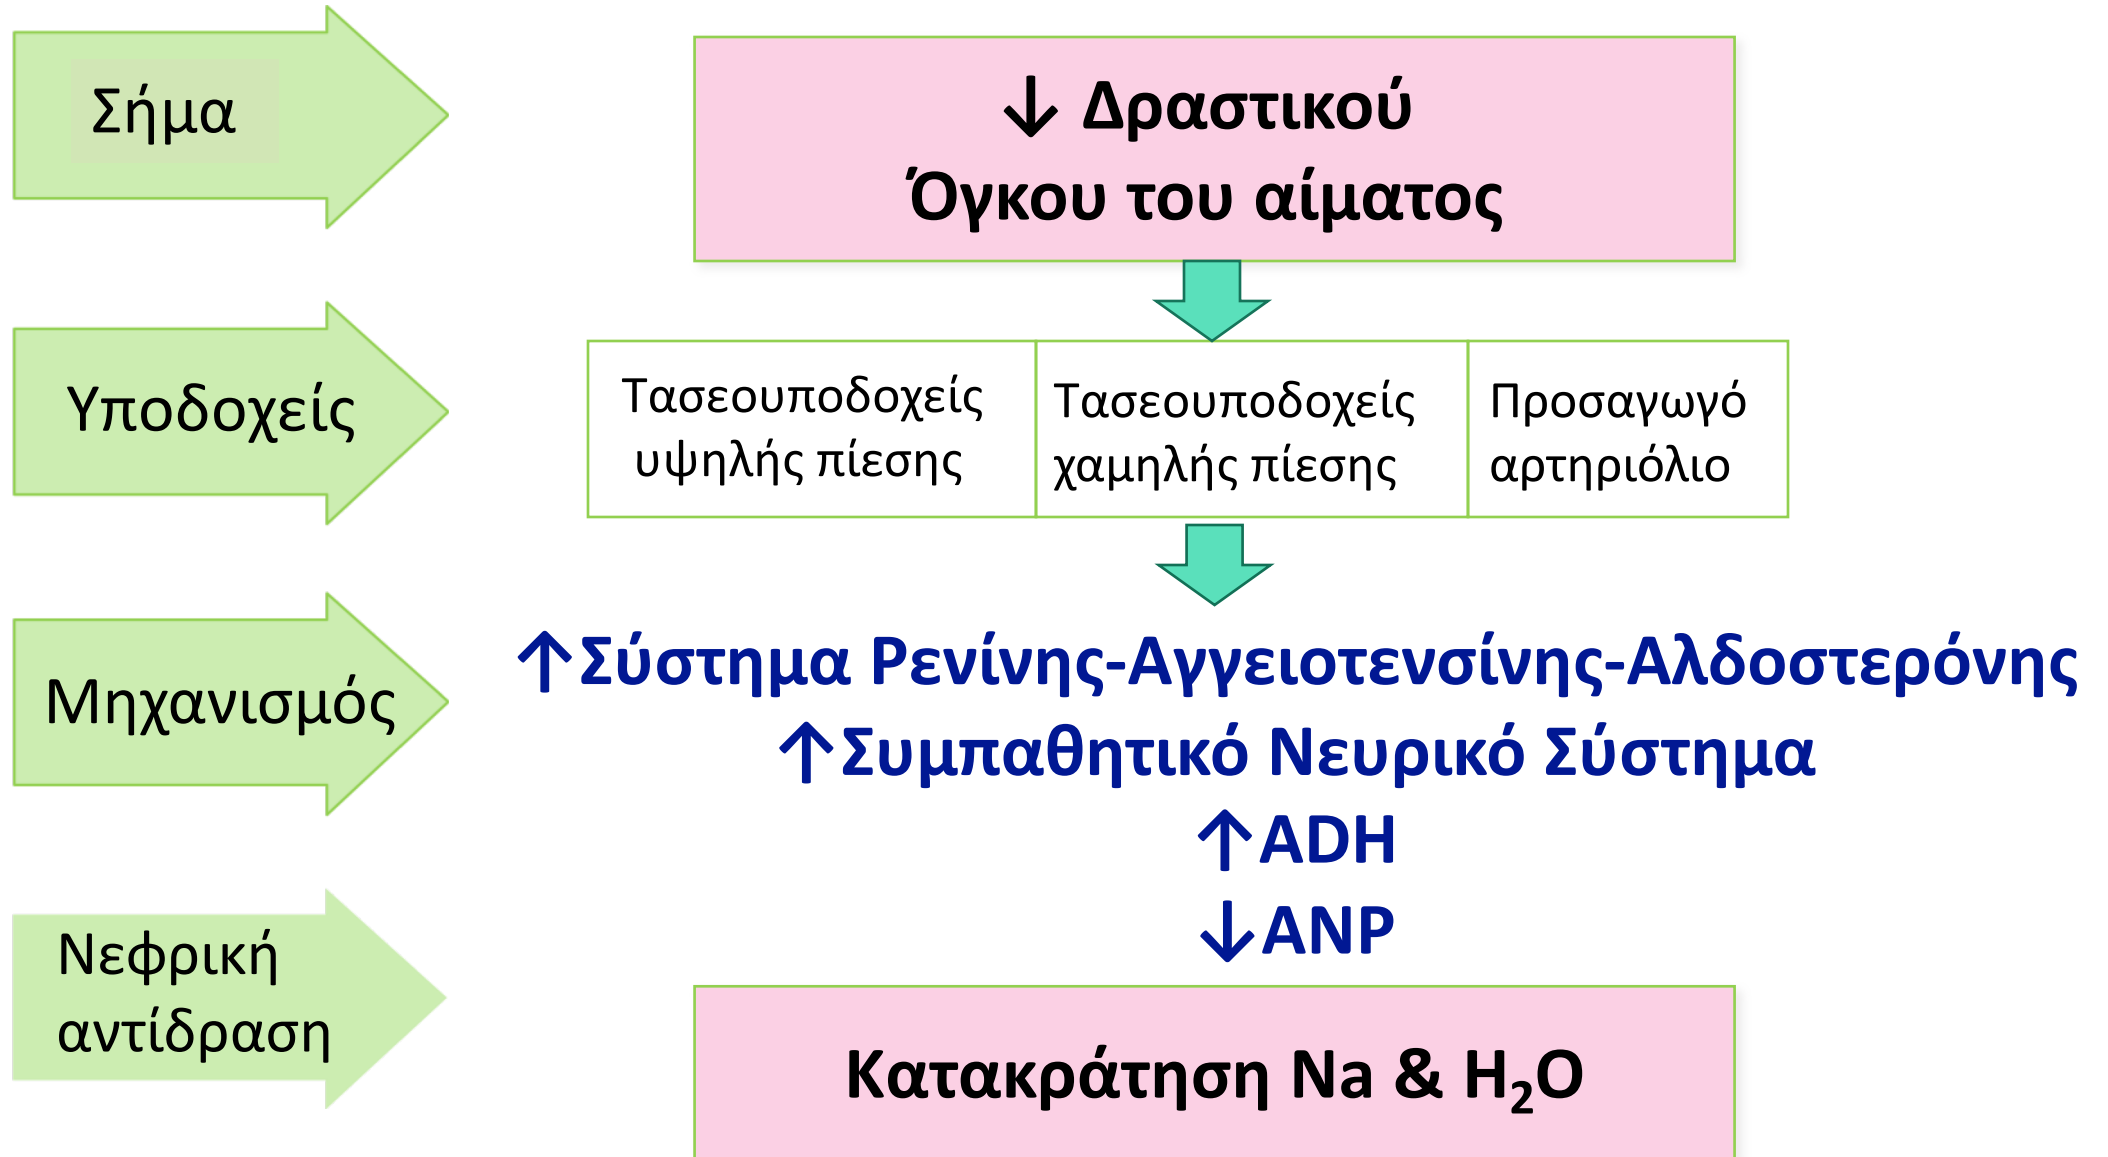 Σήμα
↓ Δραστικού
Όγκου του αίματος
Υποδοχείς
Τασεουποδοχείς
υψηλής πίεσης
Τασεουποδοχείς
χαμηλής πίεσης
Προσαγωγό
αρτηριόλιο
Μηχανισμός
↑Σύστημα Ρενίνης-Αγγειοτενσίνης-Αλδοστερόνης
↑Συμπαθητικό Νευρικό Σύστημα
↑ADH
↓ANP
Νεφρική
αντίδραση
Κατακράτηση Na & H₂O